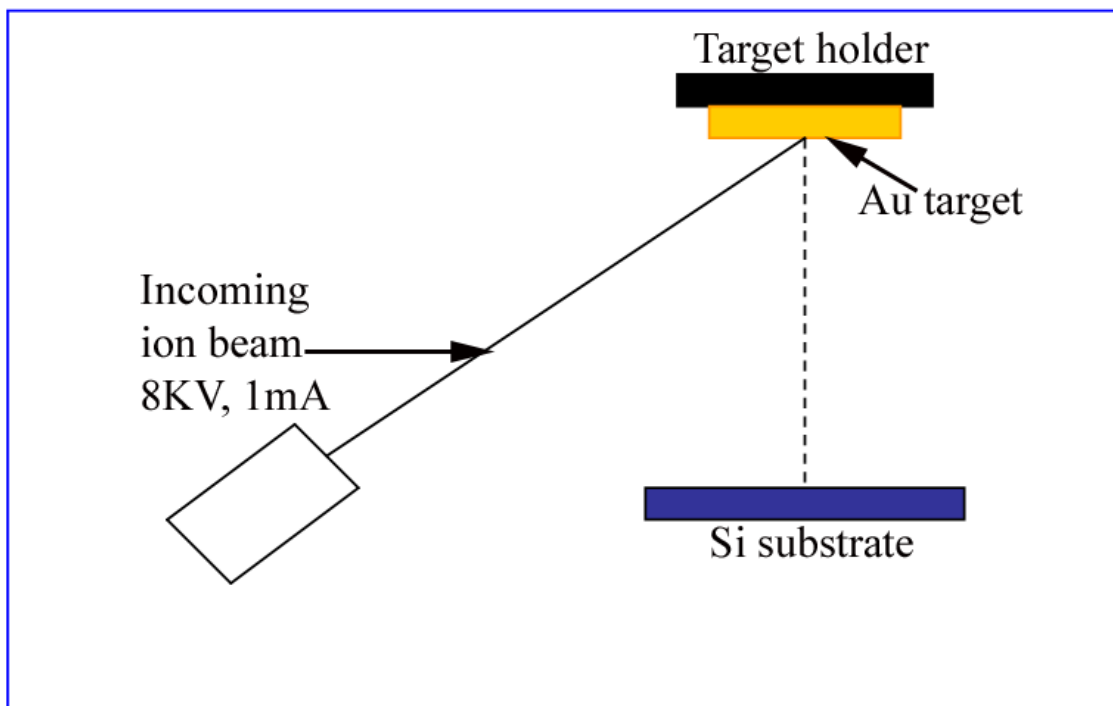 Target holder
Au target
Incoming
ion beam
8KV, 1mA
Si substrate